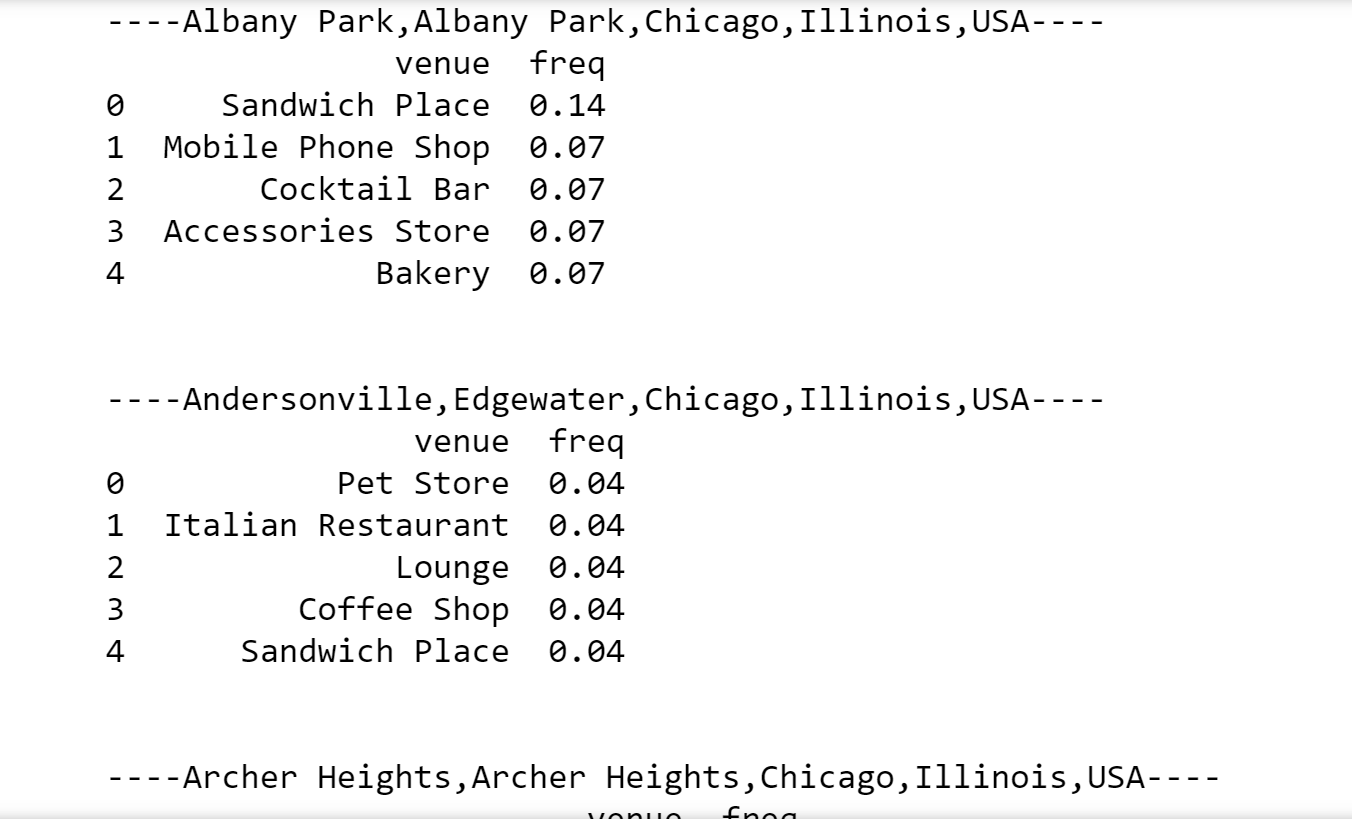 ----Albany Park,Albany Park,Chicago,Illinois,USA----
venue freq
0 Sandwich Place 0.14
1 Mobile Phone Shop 0.07
2 Cocktail Bar 0.07
3 Accessories Store 0.07
4 Bakery 0.07
----Andersonville,Edgewater,Chicago,Illinois,USA----
venue freq
0 Pet Store 0.04
1 Italian Restaurant 0.04
2 Lounge 0.04
3 Coffee Shop 0.04
4 Sandwich Place 0.04
----Archer Heights,Archer Heights,Chicago,Illinois,USA----
venue freq